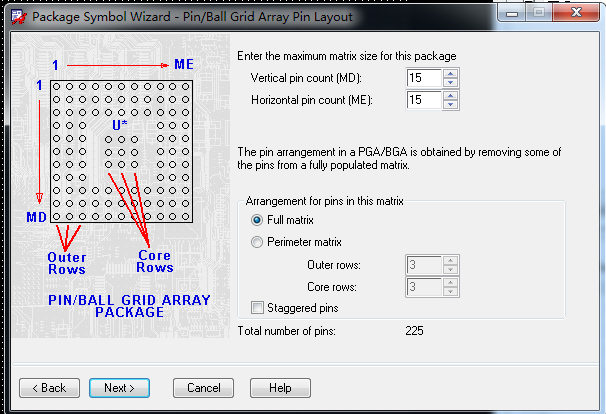 Package Symbol Wizard - Pin/Ball Grid Array Pin Layout
1 ME
1
U*
MD
Outer Rows
Core Rows
PIN/BALL GRID ARRAY
PACKAGE
Enter the maximum matrix size for this package
Vertical pin count (MD): 15
Horizontal pin count (ME): 15
The pin arrangement in a PGA/BGA is obtained by removing some of
the pins from a fully populated matrix.
Arrangement for pins in this matrix
Full matrix
Perimeter matrix
Outer rows: 3
Core rows: 3
Staggered pins
Total number of pins: 225
< Back Next > Cancel Help